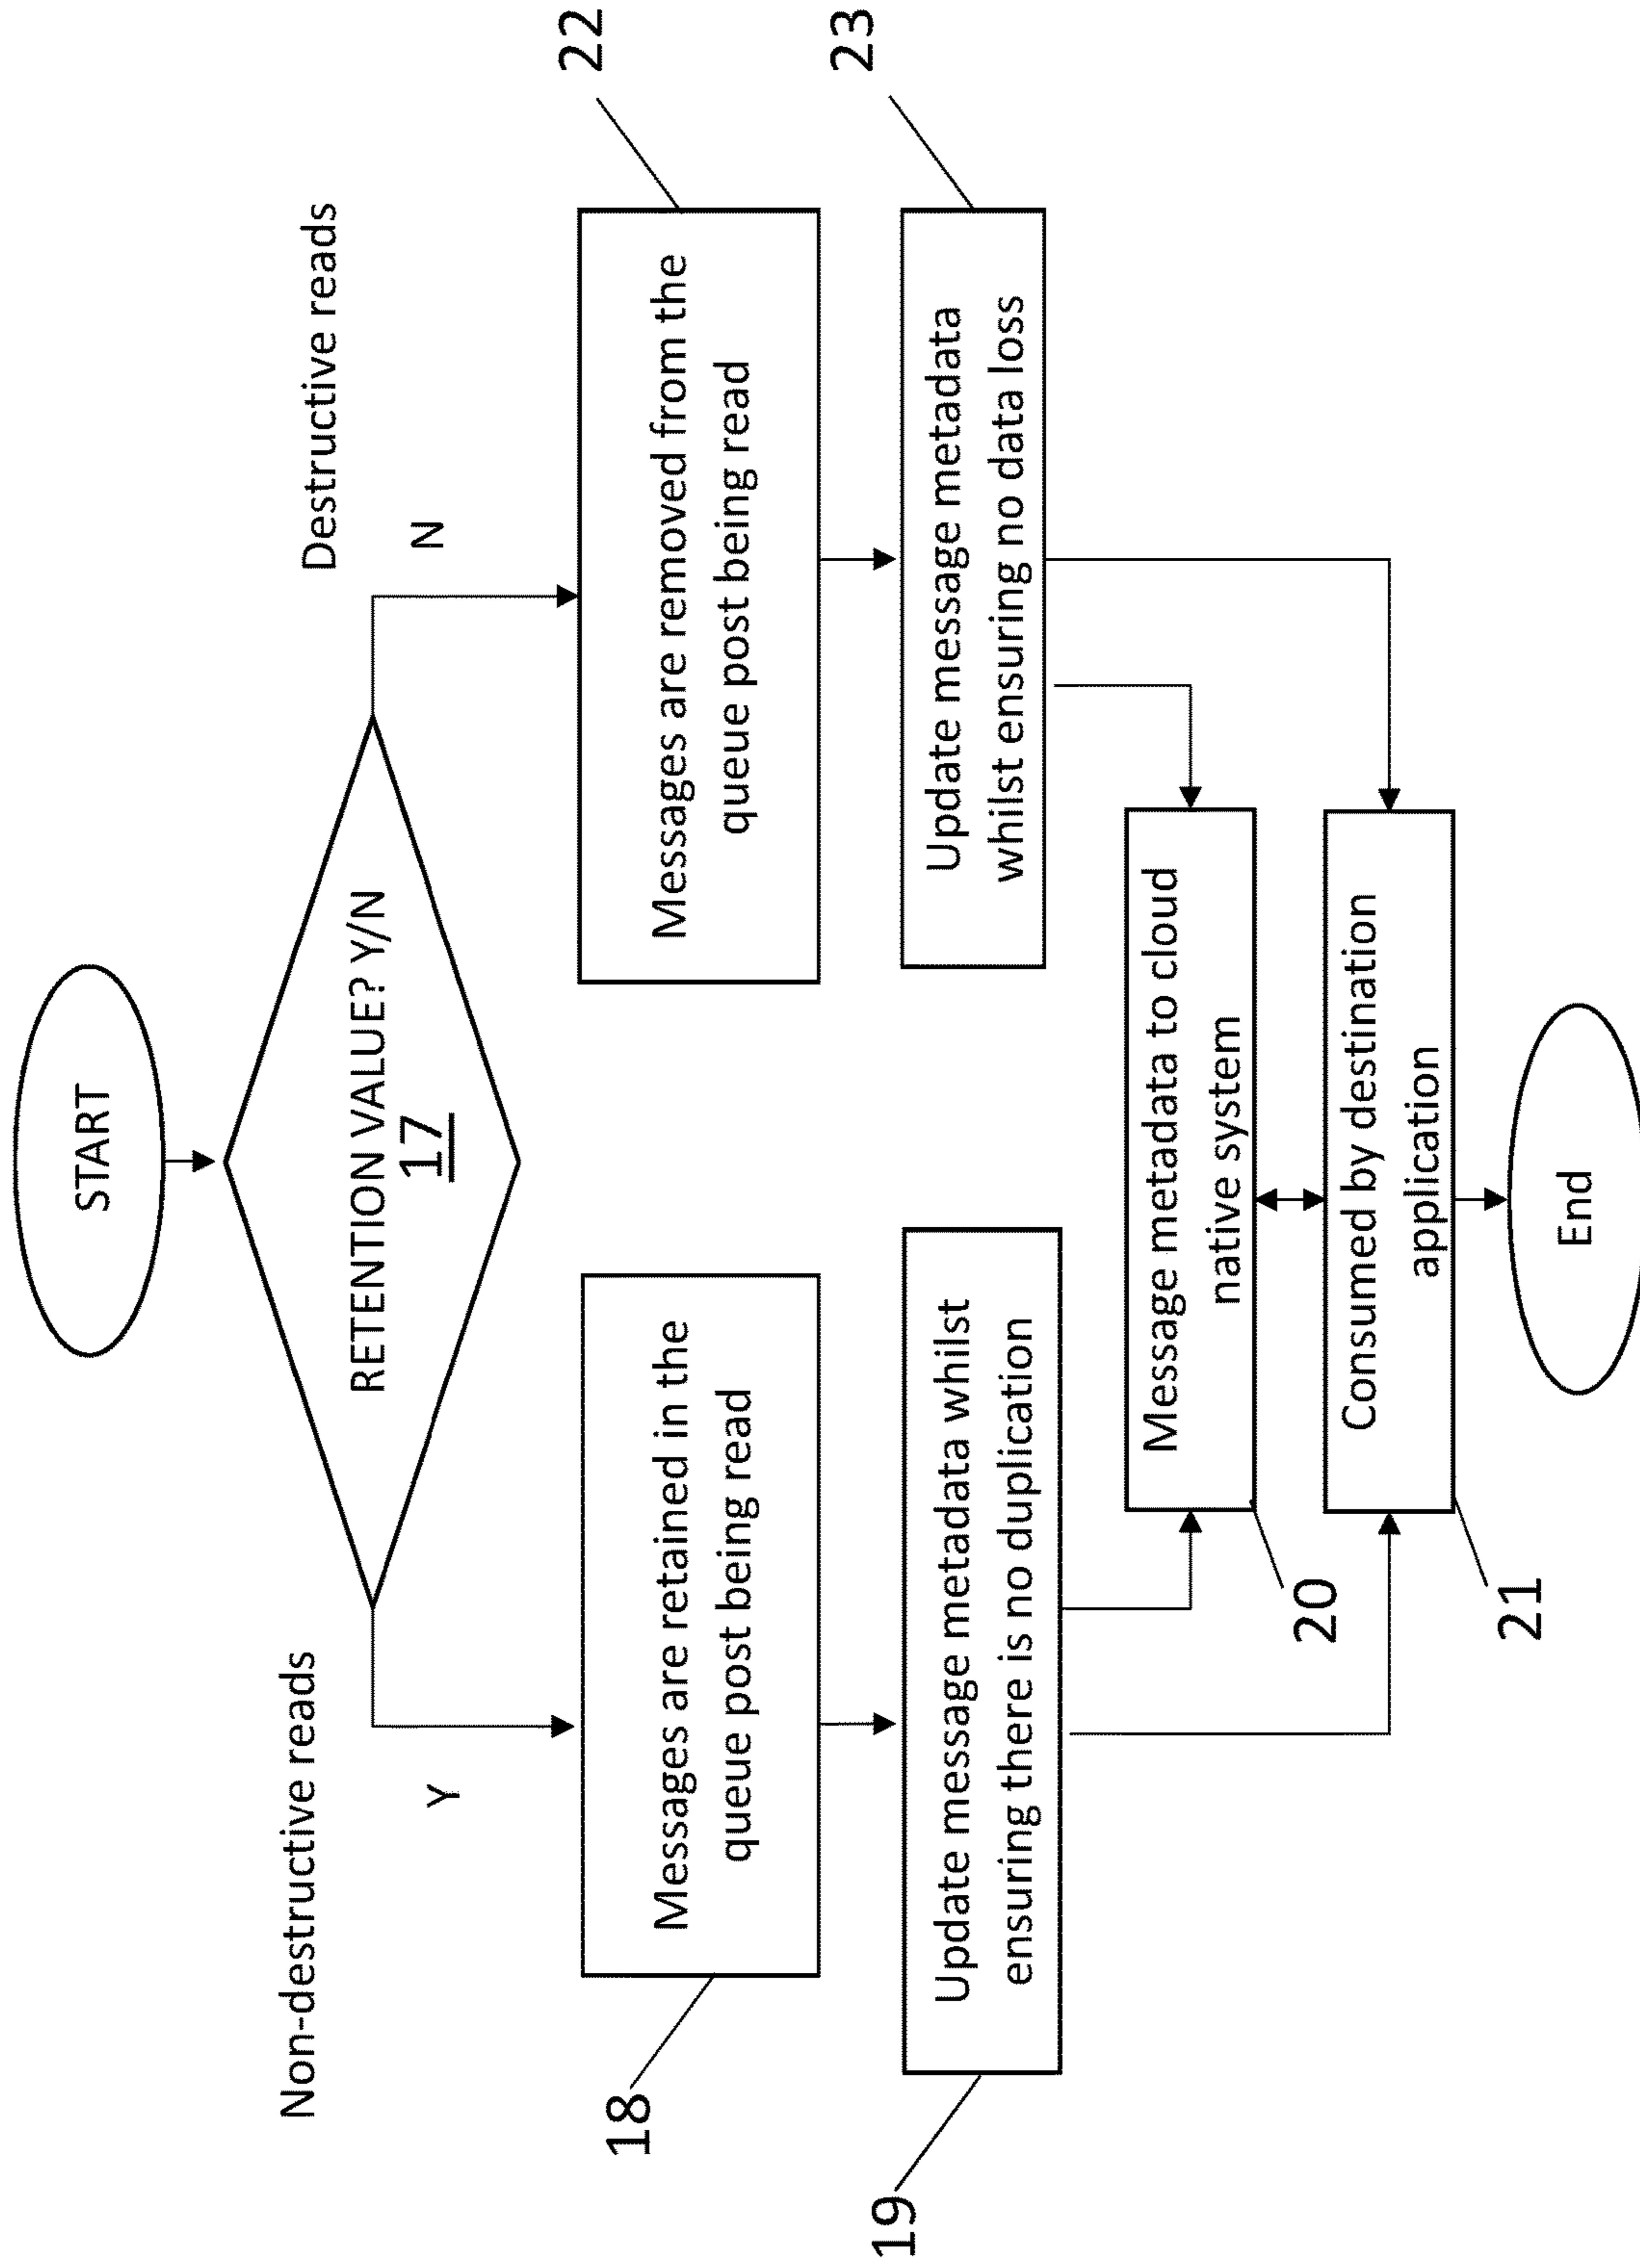 START
RETENTION VALUE? Y/N
17
Non-destructive reads
Y
Destructive reads
N
Messages are retained in the
queue post being read
18
Messages are removed from the
queue post being read
22
Update message metadata whilst
ensuring there is no duplication
19
Update message metadata
whilst ensuring no data loss
23
Message metadata to cloud
native system
20
Consumed by destination
application
21
End